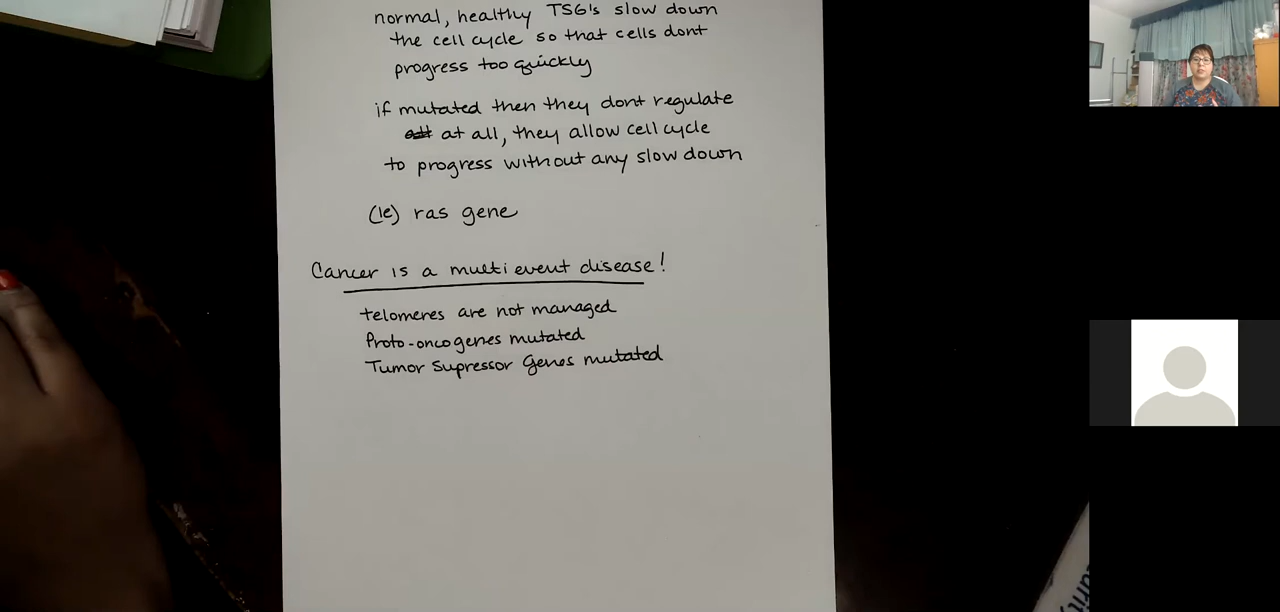 normal, healthy TSG's slow down
the cell cycle so that cells dont
progress too quickly
if mutated then they dont regulate
at all, they allow cell cycle
to progress without any slow down
(ie) ras gene
Cancer is a multi event disease!
telomeres are not managed
Proto-oncogenes mutated
Tumor Supressor Genes mutated